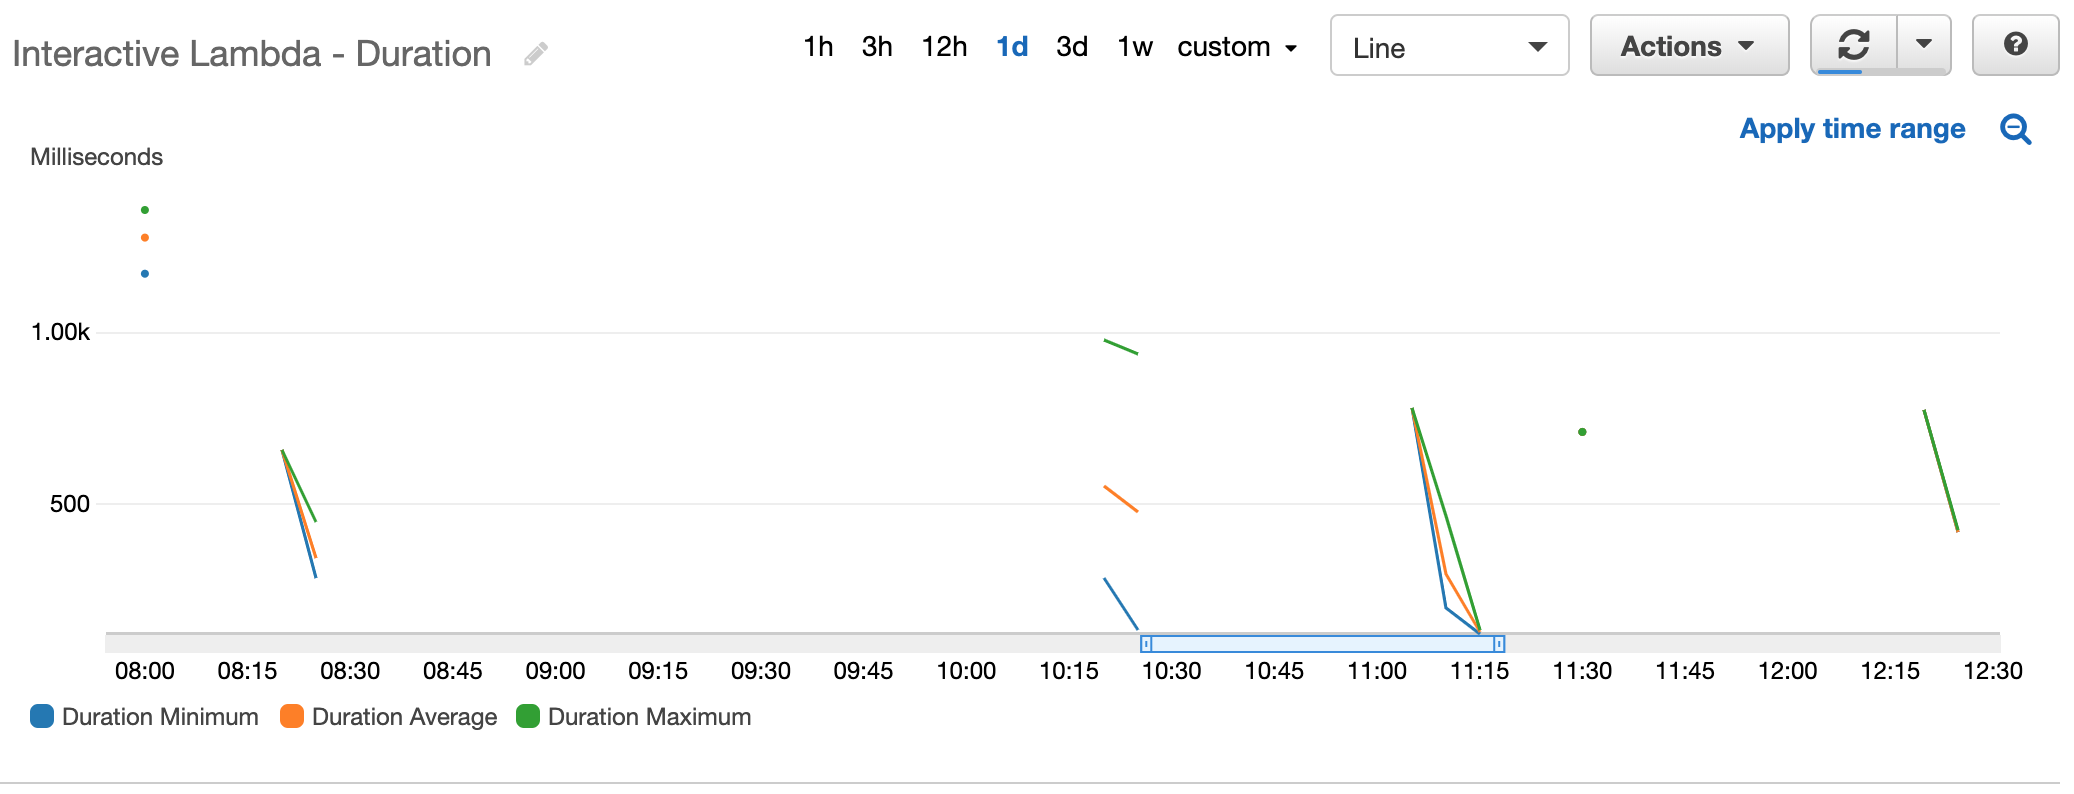 Interactive Lambda - Duration
1h 3h 12h 1d 3d 1w custom
Line
Actions
?
Apply time range
Milliseconds
1.00k
500
08:00 08:15 08:30 08:45 09:00 09:15 09:30 09:45 10:00 10:15 10:30 10:45 11:00 11:15 11:30 11:45 12:00 12:15 12:30
Duration Minimum Duration Average Duration Maximum